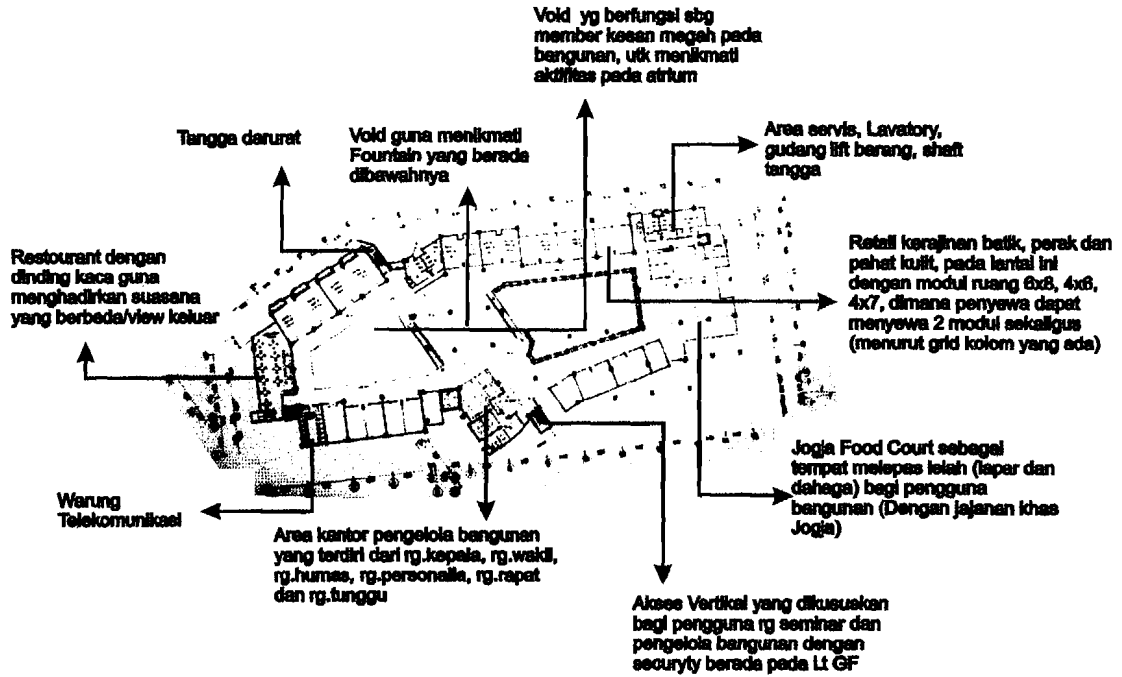 Void yg berfungsi sbg
member kesan megah pada
bangunan, utk menikmati
aktifitas pada atrium
Tangga darurat
Void guna menikmati
Fountain yang berada
dibawahnya
Area servis, Lavatory,
gudang lift barang, shaft
tangga
Restourant dengan
dinding kaca guna
menghadirkan suasana
yang berbeda/view keluar
Retail kerajinan batik, perak dan
pahat kulit, pada lantai ini
dengan modul ruang 6x8, 4x6,
4x7, dimana penyewa dapat
menyewa 2 modul sekaligus
(menurut grid kolom yang ada)
Jogja Food Court sebagai
tempat melepas lelah (lapar dan
dahaga) bagi pengguna
bangunan (Dengan jajanan khas
Jogja)
Warung
Telekomunikasi
Area kantor pengelola bangunan
yang terdiri dari rg.kepala, rg.wakil,
rg.humas, rg.personalia, rg.rapat
dan rg.tunggu
Akses Vertikal yang dikususkan
bagi pengguna rg seminar dan
pengelola bangunan dengan
securyty berada pada Lt GF